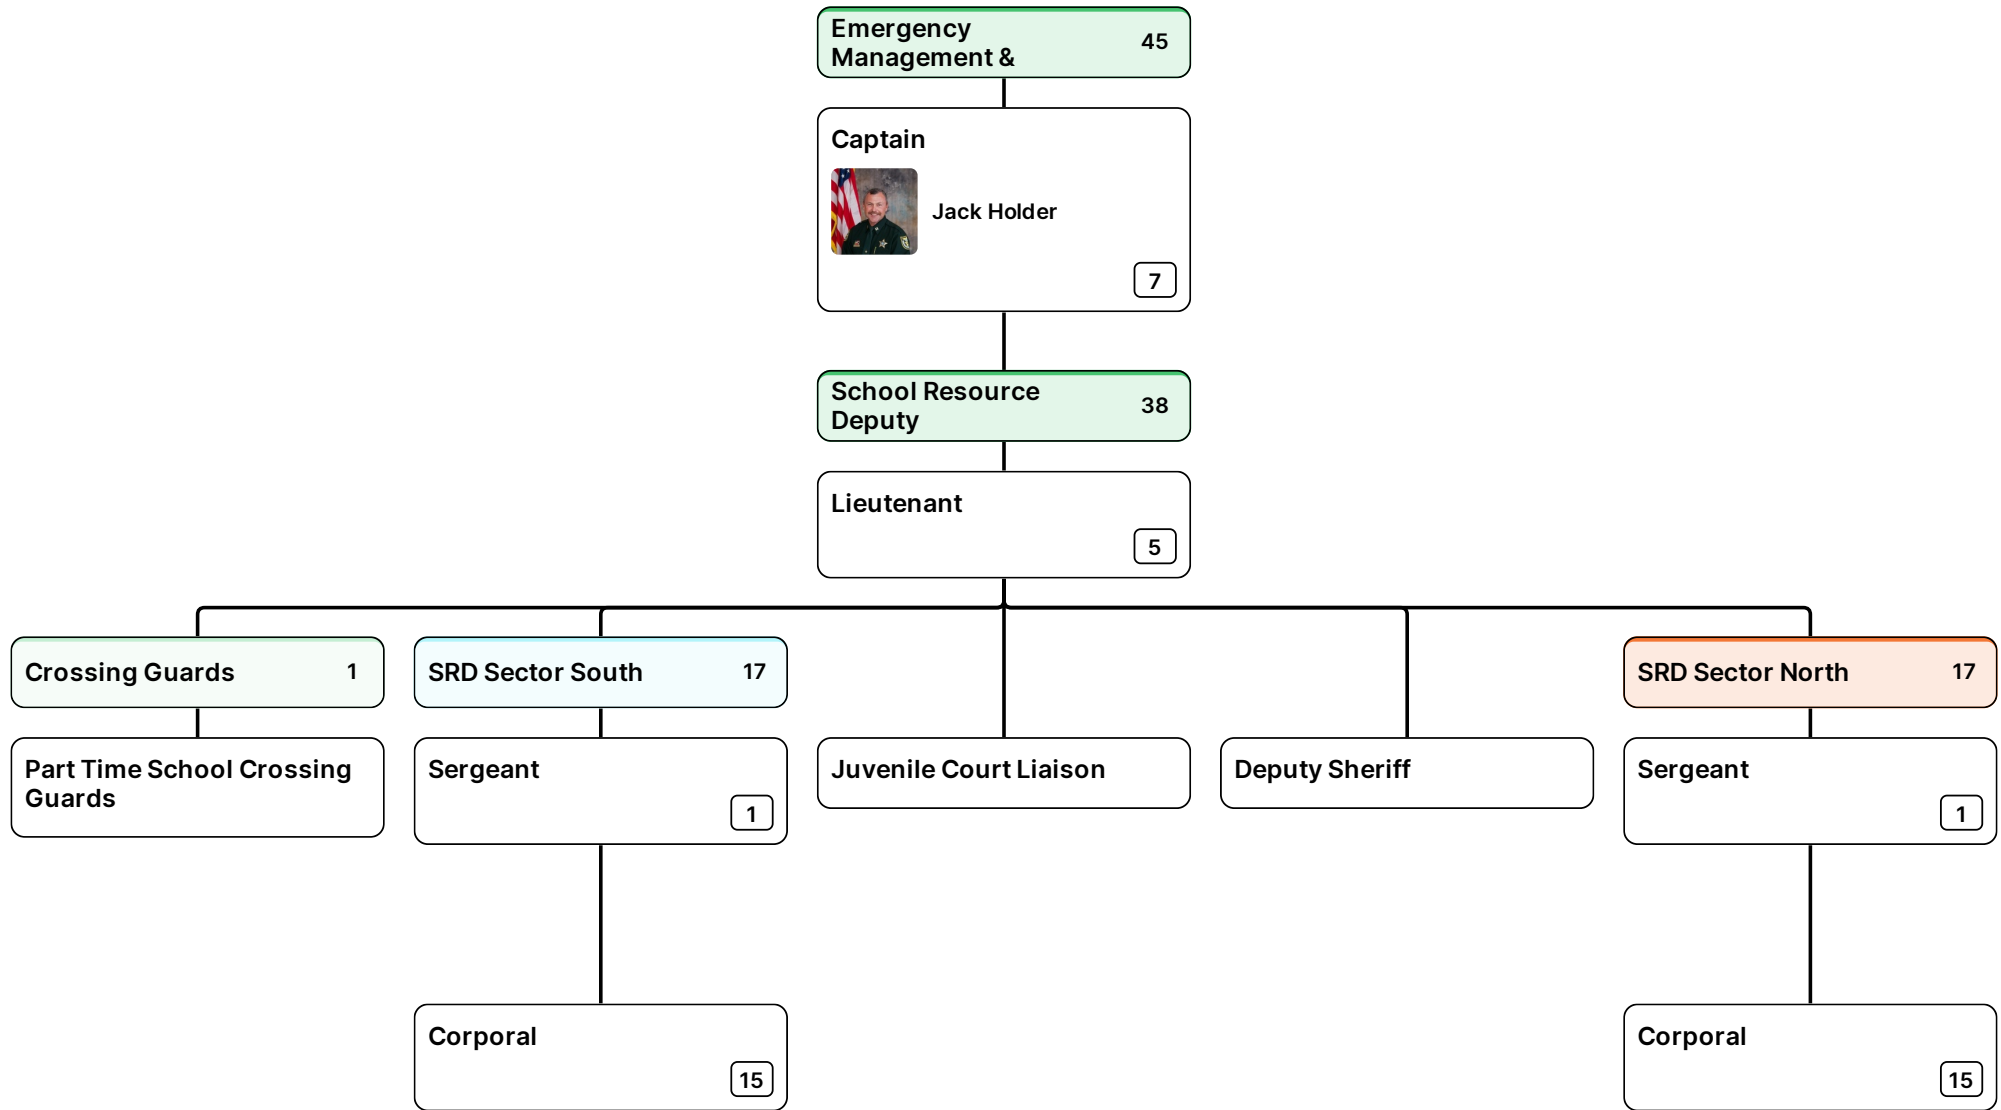 Emergency
Management &
45
Captain
Jack Holder
7
School Resource
Deputy
38
Lieutenant
5
Crossing Guards
1
SRD Sector South
17
SRD Sector North
17
Part Time School Crossing
Guards
Sergeant
1
Juvenile Court Liaison
Deputy Sheriff
Sergeant
1
Corporal
15
Corporal
15